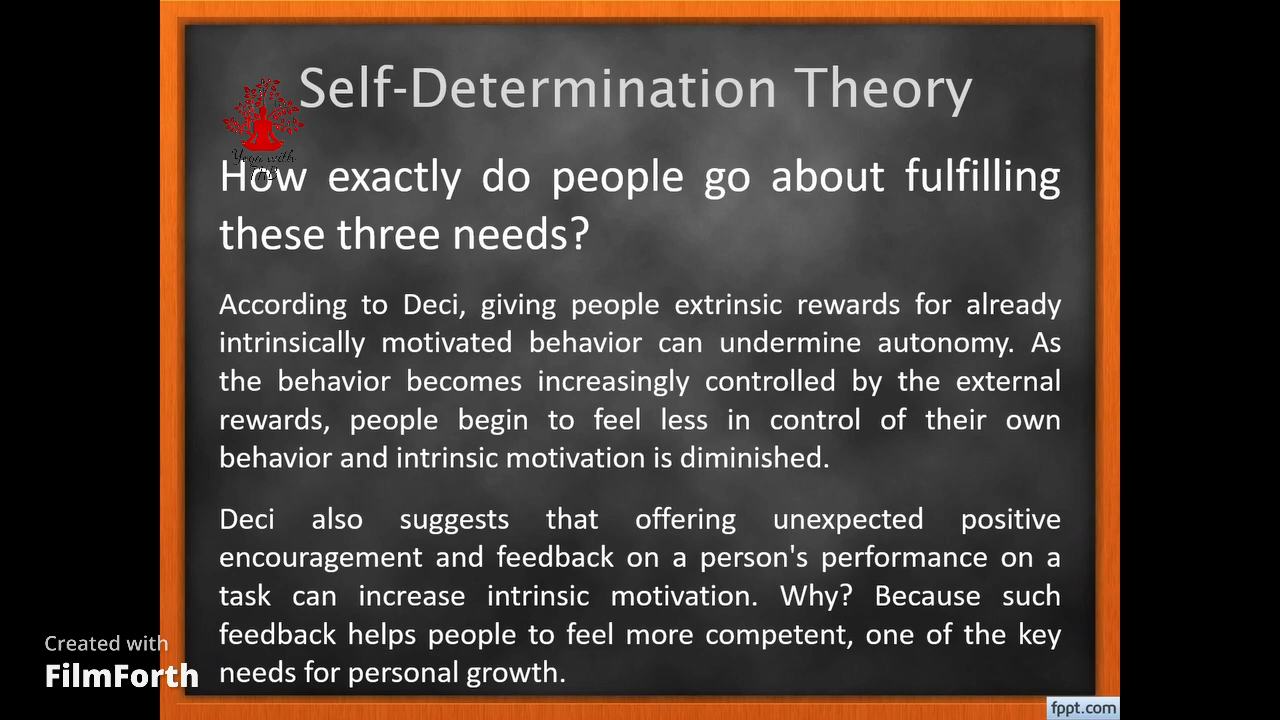 Self-Determination Theory
Yoga with
PhD
How exactly do people go about fulfilling
these three needs?
According to Deci, giving people extrinsic rewards for already
intrinsically motivated behavior can undermine autonomy. As
the behavior becomes increasingly controlled by the external
rewards, people begin to feel less in control of their own
behavior and intrinsic motivation is diminished.
Deci also suggests that offering unexpected positive
encouragement and feedback on a person's performance on a
task can increase intrinsic motivation. Why? Because such
feedback helps people to feel more competent, one of the key
needs for personal growth.
Created with
FilmForth
fppt.com